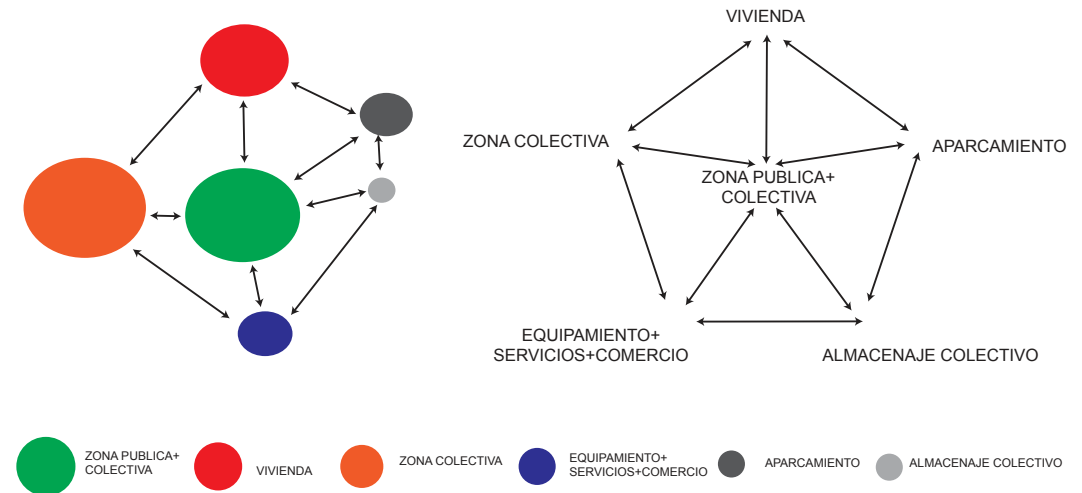 VIVIENDA
ZONA COLECTIVA
APARCAMIENTO
ZONA PUBLICA+
COLECTIVA
EQUIPAMIENTO+
SERVICIOS+COMERCIO
ALMACENAJE COLECTIVO
ZONA PUBLICA+
COLECTIVA
VIVIENDA
ZONA COLECTIVA
EQUIPAMIENTO+
SERVICIOS+COMERCIO
APARCAMIENTO
ALMACENAJE COLECTIVO